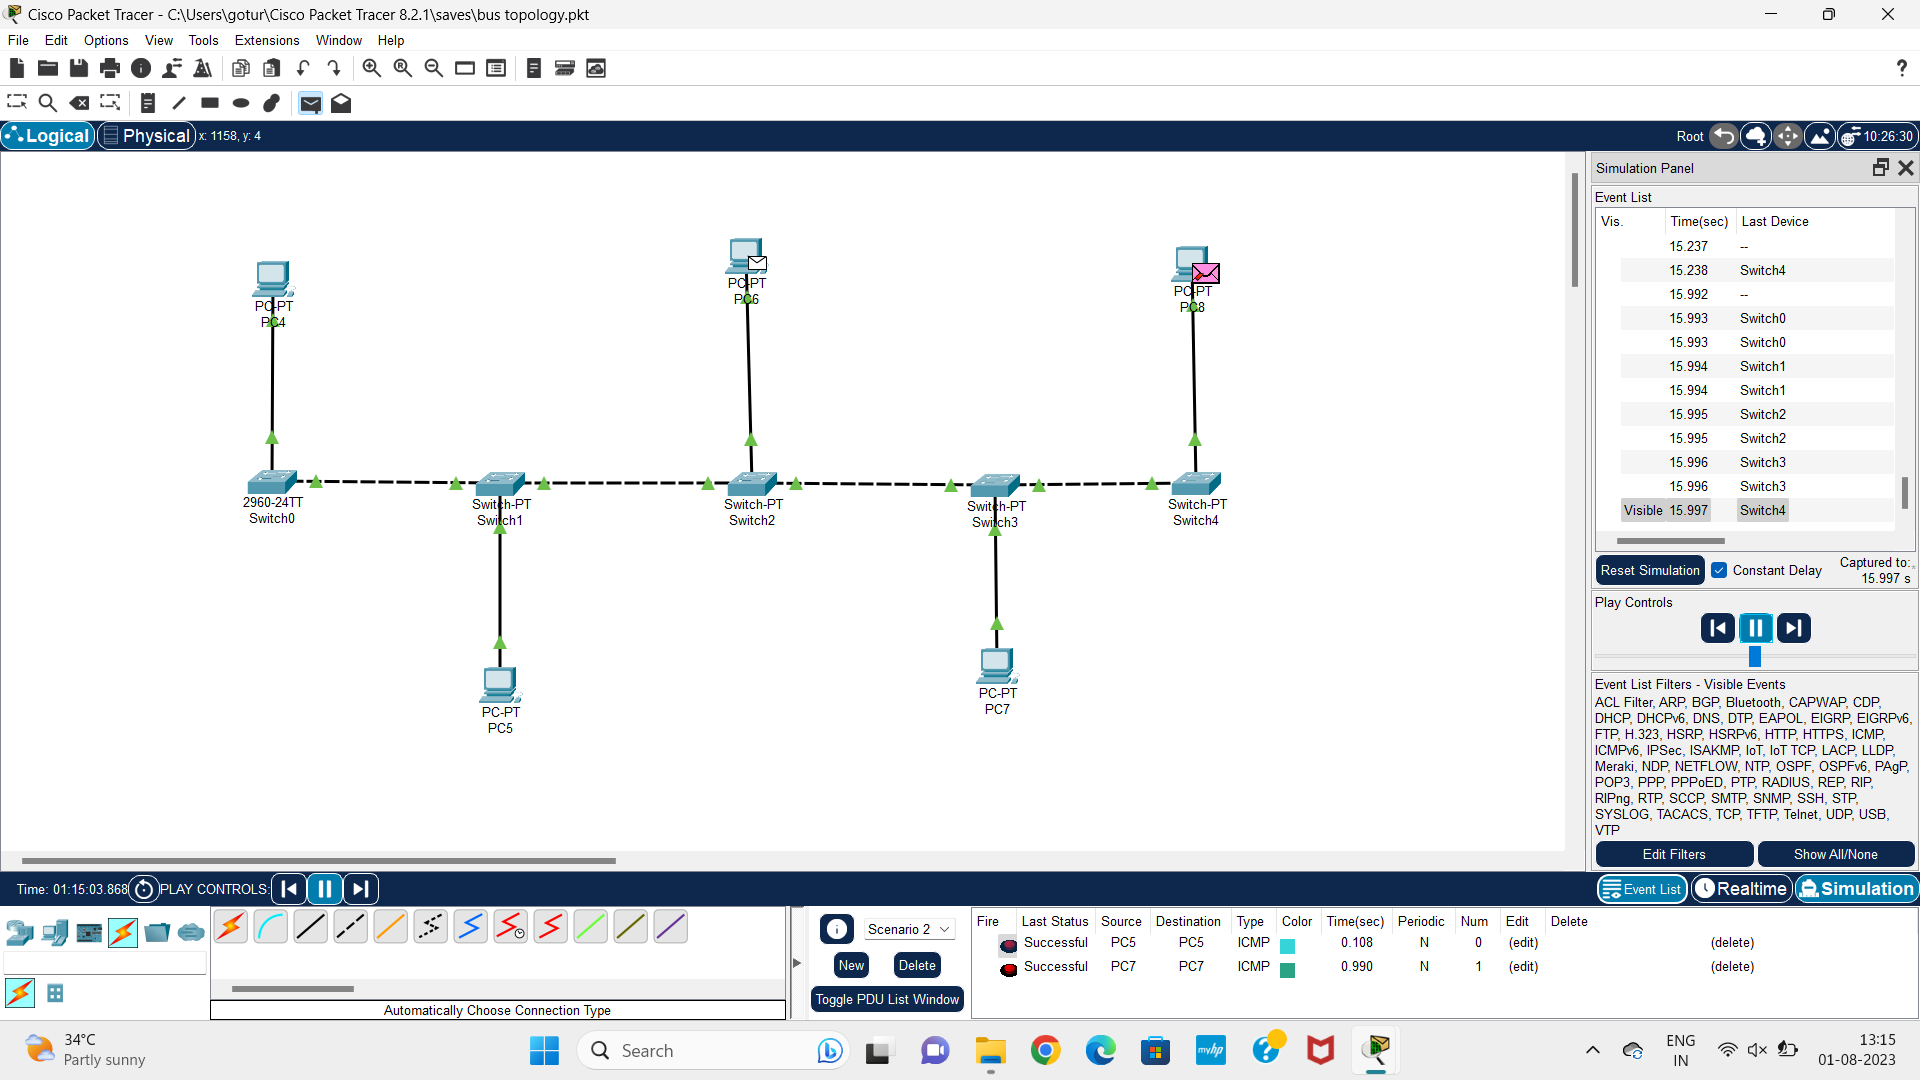 Cisco Packet Tracer - C:\Users\gotur\Cisco Packet Tracer 8.2.1\saves\bus topology.pkt
File Edit Options View Tools Extensions Window Help
?
Logical Physical x: 1158, y: 4 Root 10:26:30
Simulation Panel
Event List
Vis. Time(sec) Last Device
15.237 --
15.238 Switch4
15.992 --
15.993 Switch0
15.993 Switch0
15.994 Switch1
15.994 Switch1
15.995 Switch2
15.995 Switch2
15.996 Switch3
15.996 Switch3
Visible 15.997 Switch4
Reset Simulation Constant Delay Captured to:
15.997 s
Play Controls
Event List Filters - Visible Events
ACL Filter, ARP, BGP, Bluetooth, CAPWAP, CDP,
DHCP, DHCPv6, DNS, DTP, EAPOL, EIGRP, EIGRPv6,
FTP, H.323, HSRP, HSRPv6, HTTP, HTTPS, ICMP,
ICMPv6, IPSec, ISAKMP, IoT, IoT TCP, LACP, LLDP,
Meraki, NDP, NETFLOW, NTP, OSPF, OSPFv6, PAgP,
POP3, PPP, PPPoED, PTP, RADIUS, REP, RIP,
RIPng, RTP, SCCP, SMTP, SNMP, SSH, STP,
SYSLOG, TACACS, TCP, TFTP, Telnet, UDP, USB,
VTP
Edit Filters Show All/None
PC-PT
PC4
PC-PT
PC6
PC-PT
PC8
2960-24TT
Switch0
Switch-PT
Switch1
Switch-PT
Switch2
Switch-PT
Switch3
Switch-PT
Switch4
PC-PT
PC5
PC-PT
PC7
Time: 01:15:03.868 PLAY CONTROLS: Event List Realtime Simulation
Automatically Choose Connection Type
Scenario 2
New Delete
Toggle PDU List Window
Fire Last Status Source Destination Type Color Time(sec) Periodic Num Edit Delete
Successful PC5 PC5 ICMP 0.108 N 0 (edit) (delete)
Successful PC7 PC7 ICMP 0.990 N 1 (edit) (delete)
34°C
Partly sunny
Search
myhp
ENG
IN
13:15
01-08-2023